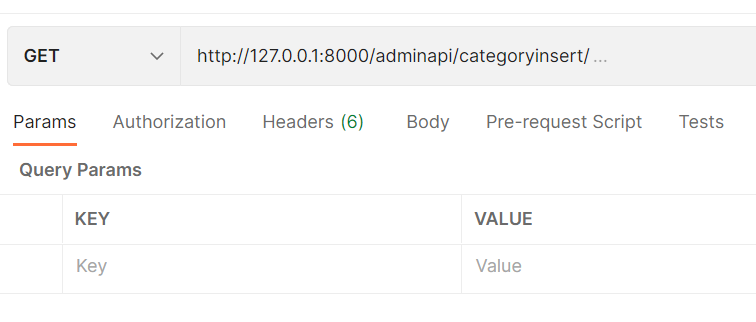 GET http://127.0.0.1:8000/adminapi/categoryinsert/ ...
Params Authorization Headers (6) Body Pre-request Script Tests
Query Params
KEY VALUE
Key Value